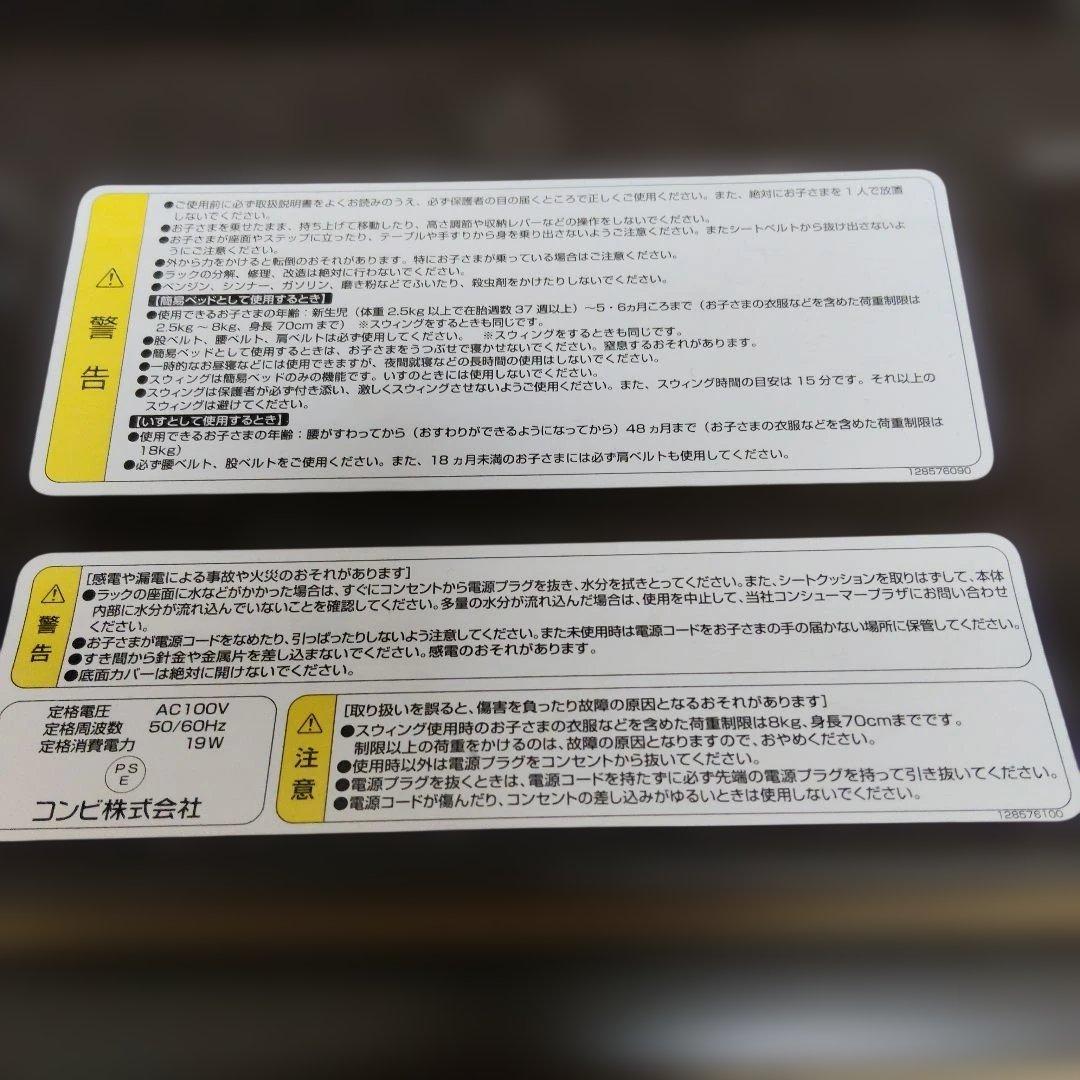 ⚠警告
●ご使用前に必ず取扱説明書をよくお読みのうえ、必ず保護者の目の届くところで正しくご使用ください。また、絶対にお子さまを1人で放置
しないでください。
●お子さまを乗せたまま、持ち上げて移動したり、高さ調節や収納レバーなどの操作をしないでください。
●お子さまが座面やステップに立ったり、テーブルや手すりから身を乗り出さないようご注意ください。またシートベルトから抜け出さないよ
うにご注意ください。
●外から力をかけると転倒のおそれがあります。特にお子さまが乗っている場合はご注意ください。
●ラックの分解、修理、改造は絶対に行わないでください。
●ベンジン、シンナー、ガソリン、磨き粉などでふいたり、殺虫剤をかけたりしないでください。
【簡易ベッドとして使用するとき】
●使用できるお子さまの年齢：新生児（体重2.5kg以上で在胎週数37週以上）～5・6ヵ月ころまで（お子さまの衣服などを含めた荷重制限は
2.5kg～8kg、身長70cmまで）※スウィングをするときも同じです。
●股ベルト、腰ベルト、肩ベルトは必ず使用してください。 ※スウィングをするときも同じです。
●簡易ベッドとして使用するときは、お子さまをうつぶせで寝かせないでください。窒息するおそれがあります。
●一時的なお昼寝などには使用できますが、夜間就寝などの長時間の使用はしないでください。
●スウィングは簡易ベッドのみの機能です。いすのときには使用しないでください。
●スウィングは保護者が必ず付き添い、激しくスウィングさせないようご使用ください。また、スウィング時間の目安は15分です。それ以上の
スウィングは避けてください。
【いすとして使用するとき】
●使用できるお子さまの年齢：腰がすわってから（おすわりができるようになってから）48ヵ月まで（お子さまの衣服などを含めた荷重制限は
18kg）
●必ず腰ベルト、股ベルトをご使用ください。また、18ヵ月未満のお子さまには必ず肩ベルトも使用してください。
128576090
⚠警告
[感電や漏電による事故や火災のおそれがあります]
●ラックの座面に水などがかかった場合は、すぐにコンセントから電源プラグを抜き、水分を拭きとってください。また、シートクッションを取りはずして、本体
内部に水分が流れ込んでいないことを確認してください。多量の水分が流れ込んだ場合は、使用を中止して、当社コンシューマープラザにお問い合わせ
ください。
●お子さまが電源コードをなめたり、引っぱったりしないよう注意してください。また未使用時は電源コードをお子さまの手の届かない場所に保管してください。
●すき間から針金や金属片を差し込まないでください。感電のおそれがあります。
●底面カバーは絶対に開けないでください。
定格電圧 AC100V
定格周波数 50/60Hz
定格消費電力 19W
PS
E
コンビ株式会社
⚠注意
[取り扱いを誤ると、傷害を負ったり故障の原因となるおそれがあります]
●スウィング使用時のお子さまの衣服などを含めた荷重制限は8kg、身長70cmまでです。
制限以上の荷重をかけるのは、故障の原因となりますので、おやめください。
●使用時以外は電源プラグをコンセントから抜いてください。
●電源プラグを抜くときは、電源コードを持たずに必ず先端の電源プラグを持って引き抜いてください。
●電源コードが傷んだり、コンセントの差し込みがゆるいときは使用しないでください。
128576100